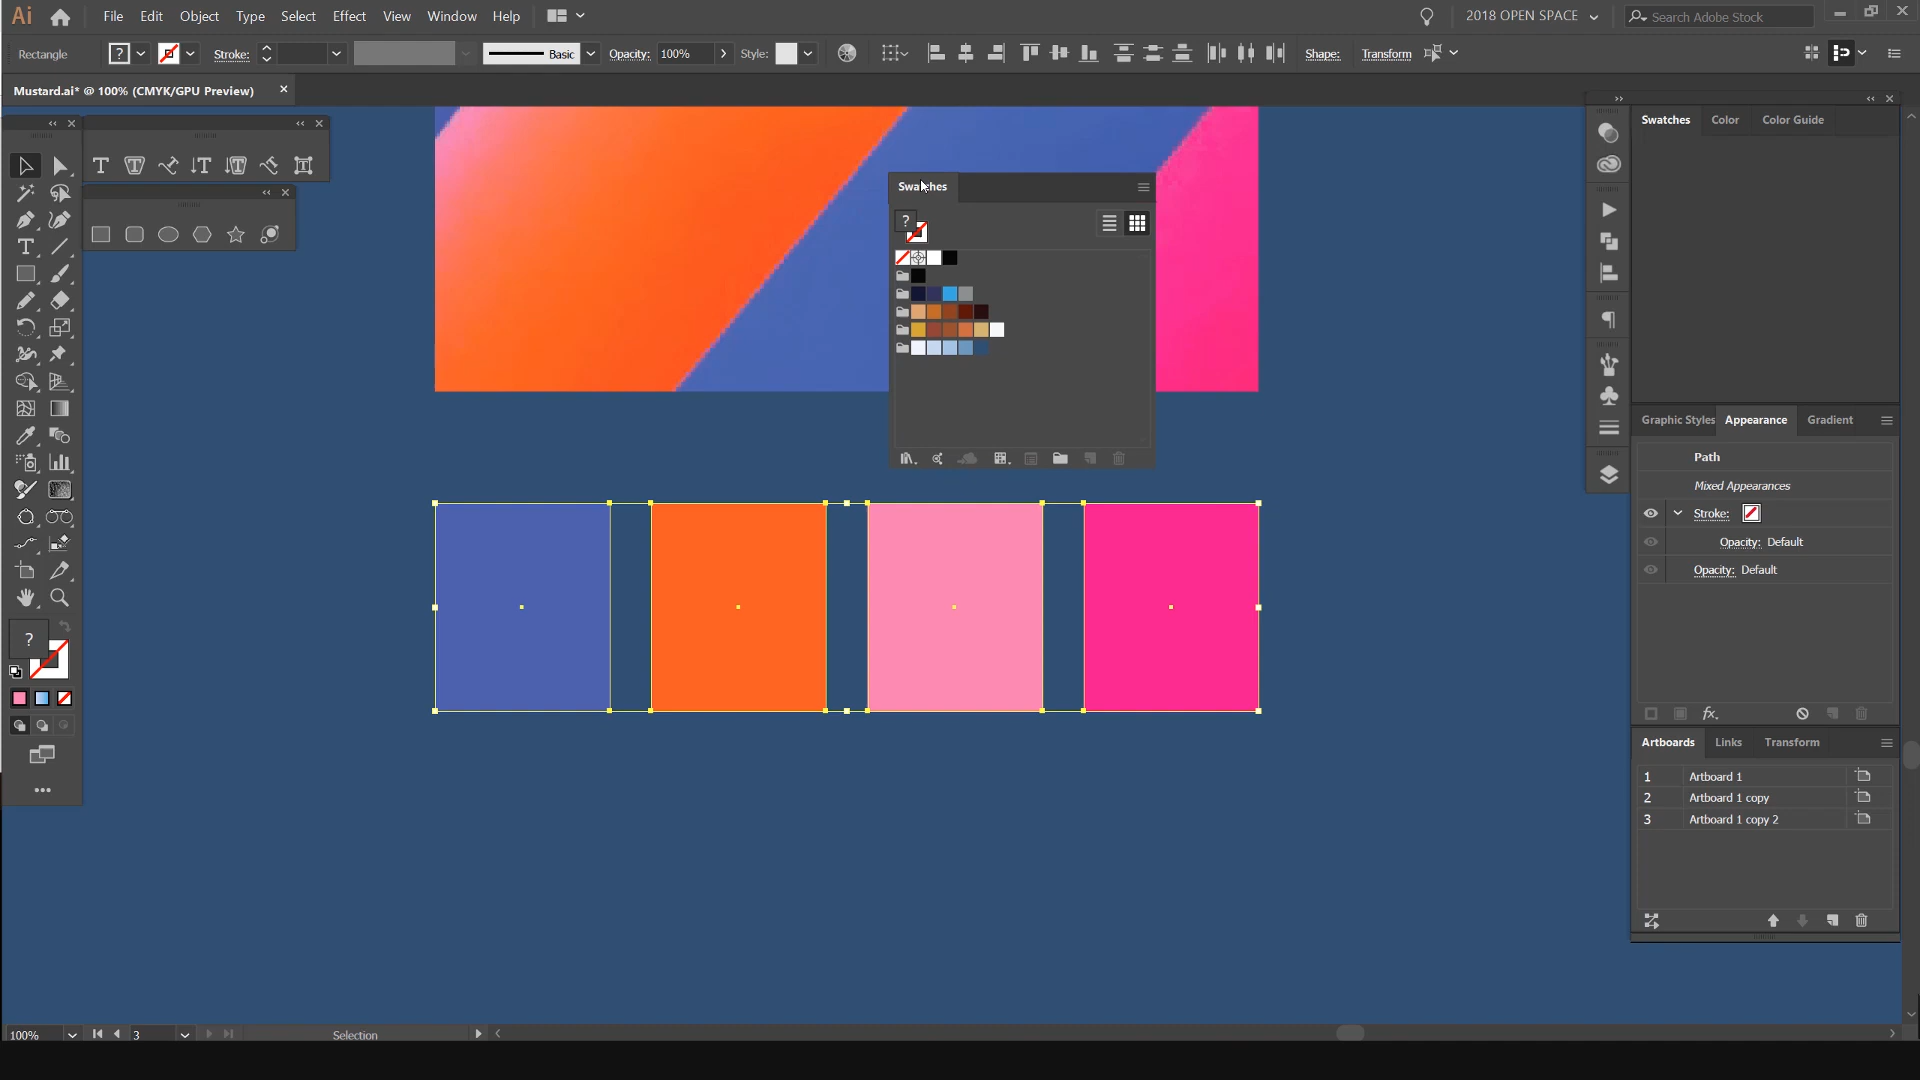 Ai File Edit Object Type Select Effect View Window Help 2018 OPEN SPACE Search Adobe Stock
Rectangle ? Stroke: Basic Opacity: 100% Style: Shape: Transform
Mustard.ai* @ 100% (CMYK/GPU Preview)
Swatches Color Color Guide
Swatches
?
Graphic Styles Appearance Gradient
Path
Mixed Appearances
Stroke:
Opacity: Default
Opacity: Default
?
fx.
Artboards Links Transform
1 Artboard 1
2 Artboard 1 copy
3 Artboard 1 copy 2
100% 3 Selection